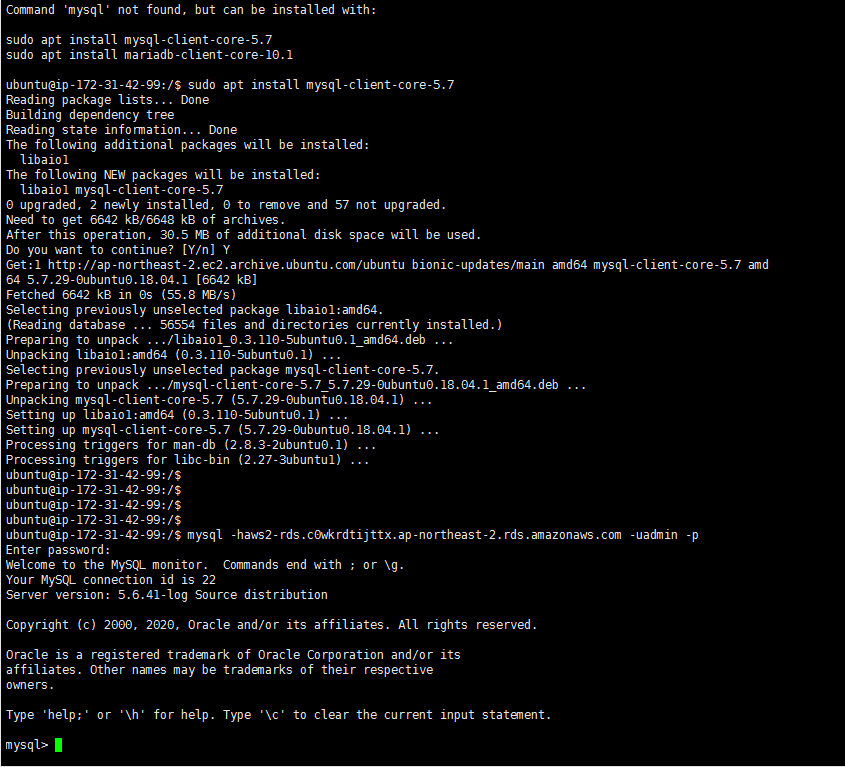 Command 'mysql' not found, but can be installed with:
sudo apt install mysql-client-core-5.7
sudo apt install mariadb-client-core-10.1
ubuntu@ip-172-31-42-99:/$ sudo apt install mysql-client-core-5.7
Reading package lists... Done
Building dependency tree
Reading state information... Done
The following additional packages will be installed:
  libaio1
The following NEW packages will be installed:
  libaio1 mysql-client-core-5.7
0 upgraded, 2 newly installed, 0 to remove and 57 not upgraded.
Need to get 6642 kB/6648 kB of archives.
After this operation, 30.5 MB of additional disk space will be used.
Do you want to continue? [Y/n] Y
Get:1 http://ap-northeast-2.ec2.archive.ubuntu.com/ubuntu bionic-updates/main amd64 mysql-client-core-5.7 amd
64 5.7.29-0ubuntu0.18.04.1 [6642 kB]
Fetched 6642 kB in 0s (55.8 MB/s)
Selecting previously unselected package libaio1:amd64.
(Reading database ... 56554 files and directories currently installed.)
Preparing to unpack .../libaio1_0.3.110-5ubuntu0.1_amd64.deb ...
Unpacking libaio1:amd64 (0.3.110-5ubuntu0.1) ...
Selecting previously unselected package mysql-client-core-5.7.
Preparing to unpack .../mysql-client-core-5.7_5.7.29-0ubuntu0.18.04.1_amd64.deb ...
Unpacking mysql-client-core-5.7 (5.7.29-0ubuntu0.18.04.1) ...
Setting up libaio1:amd64 (0.3.110-5ubuntu0.1) ...
Setting up mysql-client-core-5.7 (5.7.29-0ubuntu0.18.04.1) ...
Processing triggers for man-db (2.8.3-2ubuntu0.1) ...
Processing triggers for libc-bin (2.27-3ubuntu1) ...
ubuntu@ip-172-31-42-99:/$
ubuntu@ip-172-31-42-99:/$
ubuntu@ip-172-31-42-99:/$
ubuntu@ip-172-31-42-99:/$
ubuntu@ip-172-31-42-99:/$ mysql -haws2-rds.c0wkrdtijttx.ap-northeast-2.rds.amazonaws.com -uadmin -p
Enter password:
Welcome to the MySQL monitor.  Commands end with ; or \g.
Your MySQL connection id is 22
Server version: 5.6.41-log Source distribution
Copyright (c) 2000, 2020, Oracle and/or its affiliates. All rights reserved.
Oracle is a registered trademark of Oracle Corporation and/or its
affiliates. Other names may be trademarks of their respective
owners.
Type 'help;' or '\h' for help. Type '\c' to clear the current input statement.
mysql>